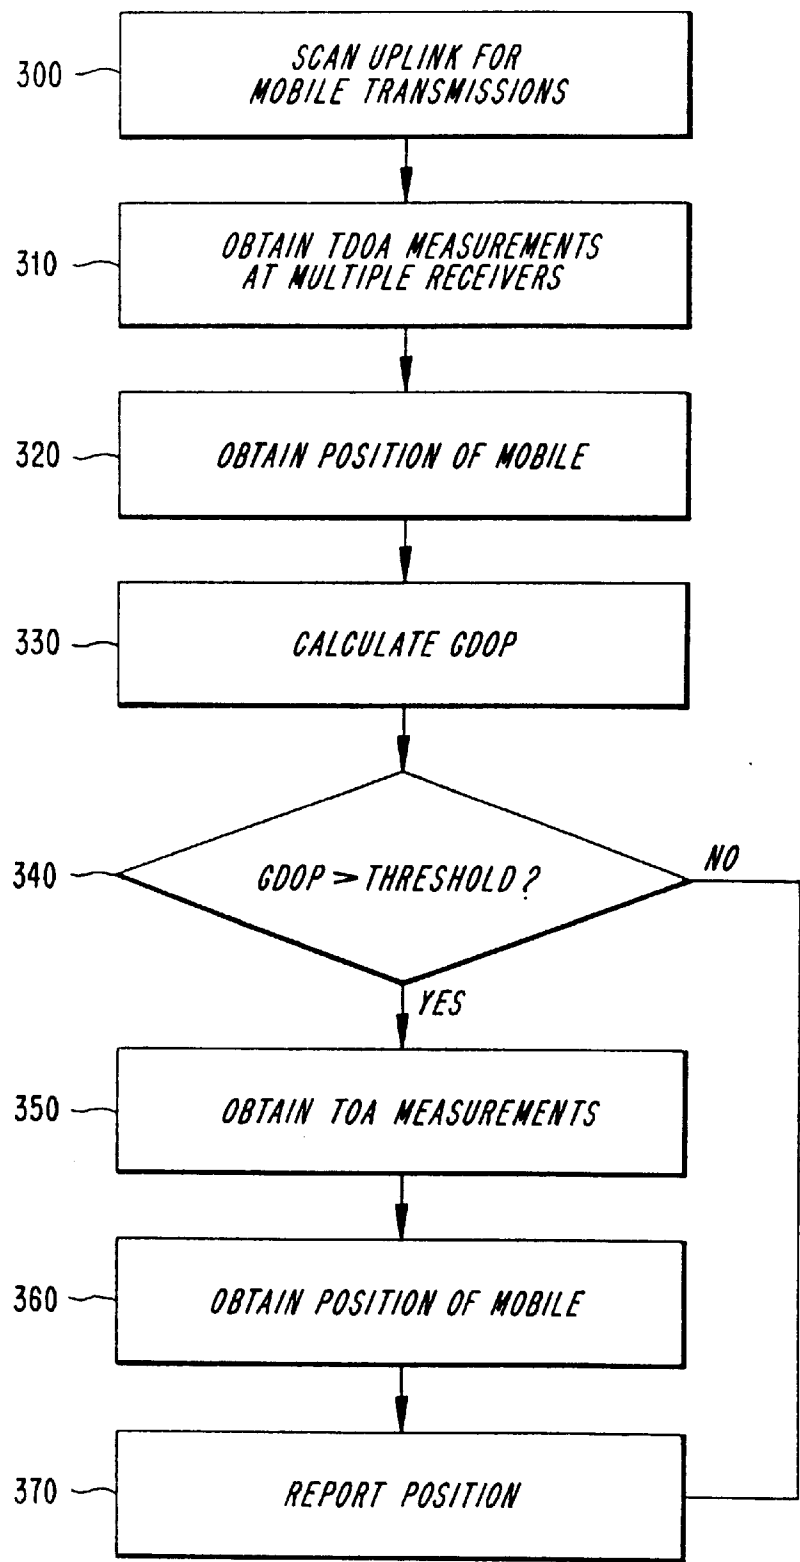 300
SCAN UPLINK FOR
MOBILE TRANSMISSIONS
310
OBTAIN TDOA MEASUREMENTS
AT MULTIPLE RECEIVERS
320
OBTAIN POSITION OF MOBILE
330
CALCULATE GDOP
340
GDOP > THRESHOLD?
NO
YES
350
OBTAIN TOA MEASUREMENTS
360
OBTAIN POSITION OF MOBILE
370
REPORT POSITION